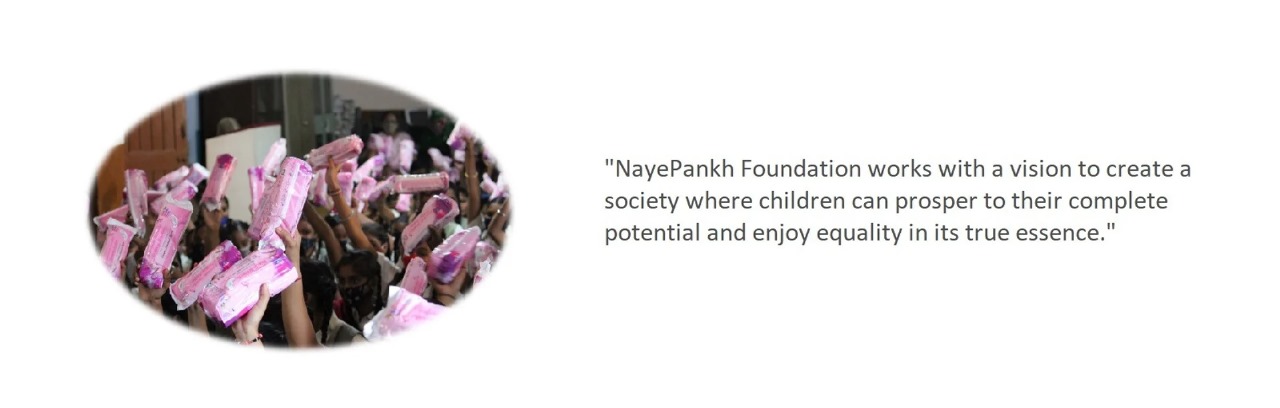 "NayePankh Foundation works with a vision to create a
society where children can prosper to their complete
potential and enjoy equality in its true essence."